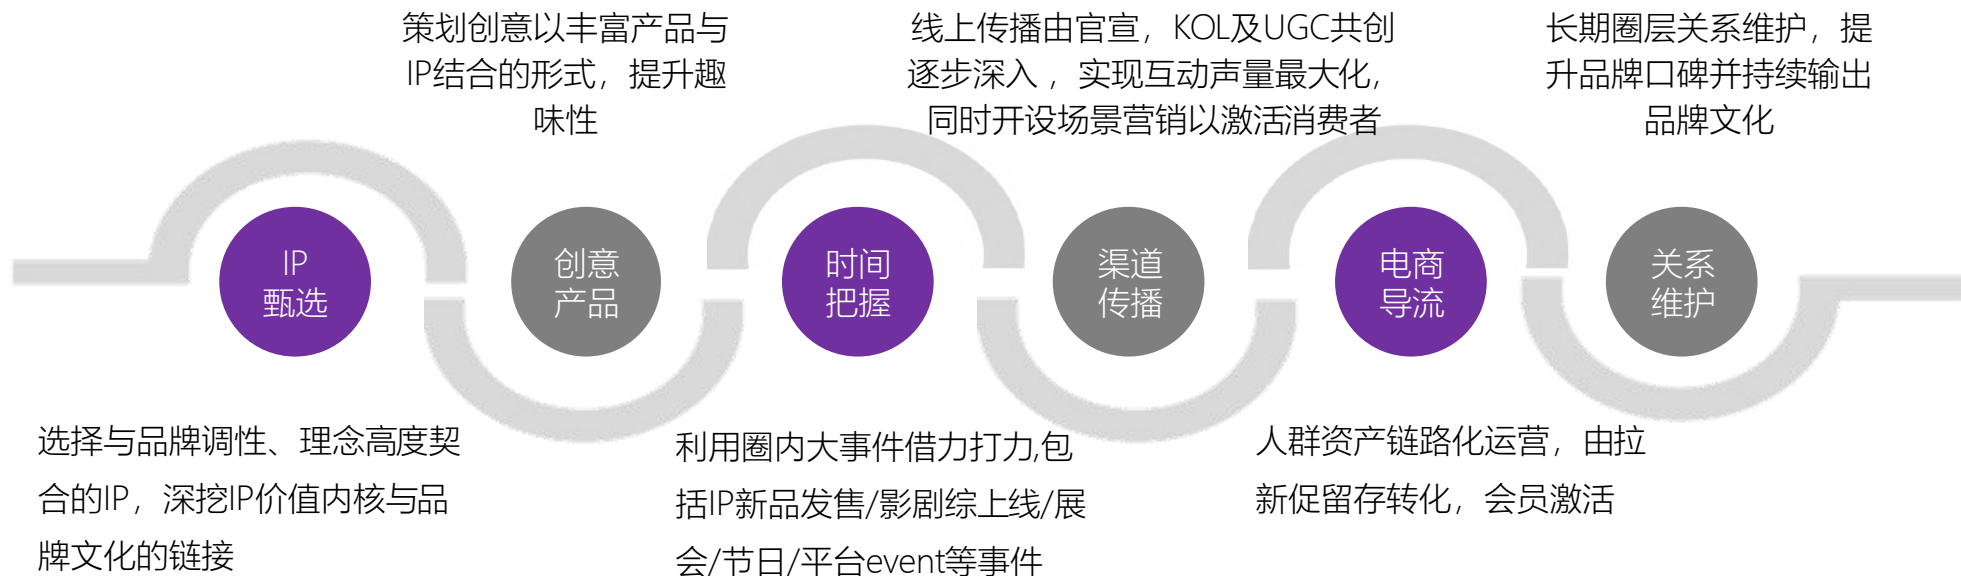 策划创意以丰富产品与
IP结合的形式，提升趣
味性
线上传播由官宣，KOL及UGC共创
逐步深入 ，实现互动声量最大化，
同时开设场景营销以激活消费者
长期圈层关系维护，提
升品牌口碑并持续输出
品牌文化
IP
甄选
创意
产品
时间
把握
渠道
传播
电商
导流
关系
维护
选择与品牌调性、理念高度契
合的IP，深挖IP价值内核与品
牌文化的链接
利用圈内大事件借力打力,包
括IP新品发售/影剧综上线/展
会/节日/平台event等事件
人群资产链路化运营，由拉
新促留存转化，会员激活